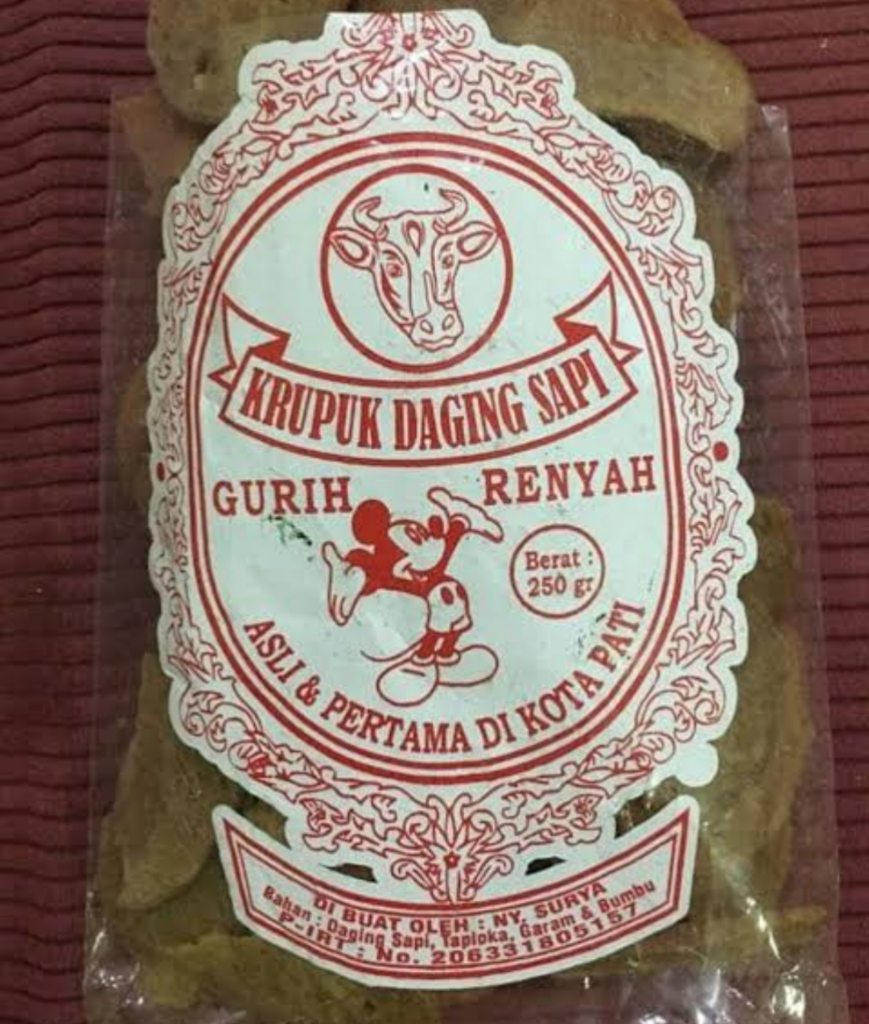 KRUPUK DAGING SAPI
GURIH RENYAH
Berat :
250 gr
ASLI & PERTAMA DI KOTA PATI
DI BUAT OLEH : NY. SURYA
Bahan : Daging Sapi, Tapioka, Garam & Bumbu
P-IRT : No. 206331805157